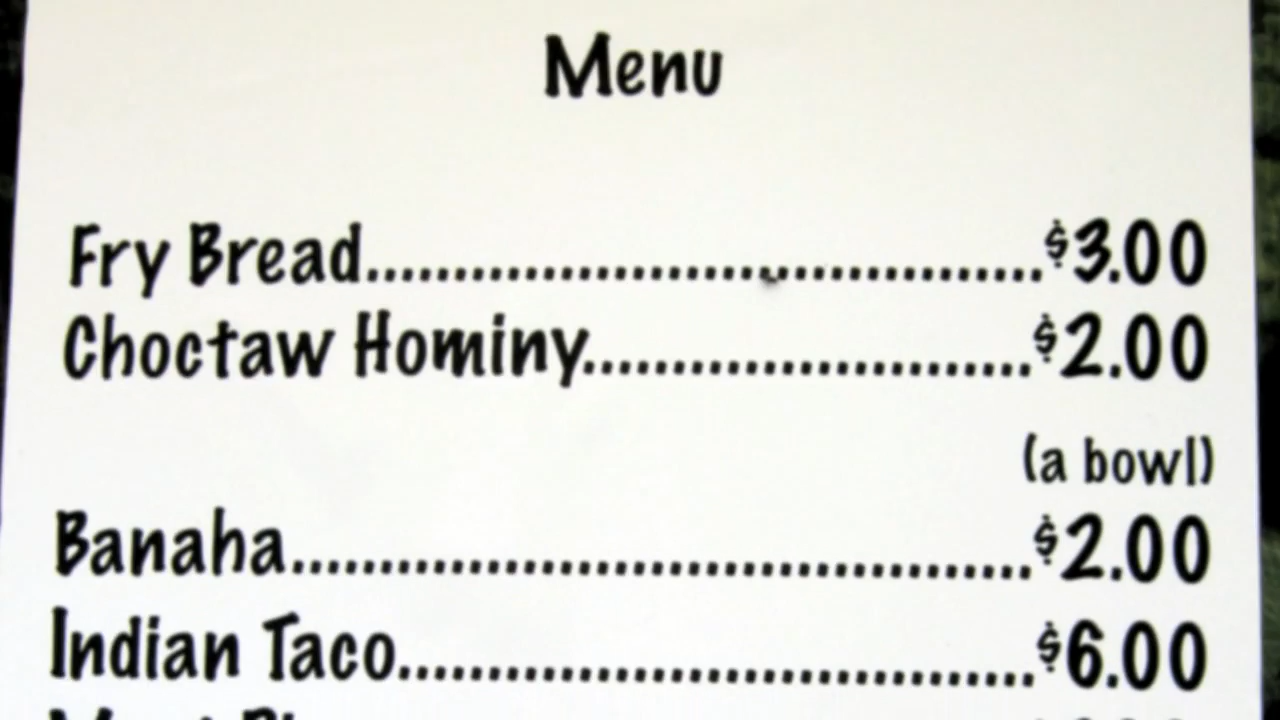 Menu
Fry Bread......................................$3.00
Choctaw Hominy..............................$2.00
(a bowl)
Banaha..................................................$2.00
Indian Taco...........................................$6.00